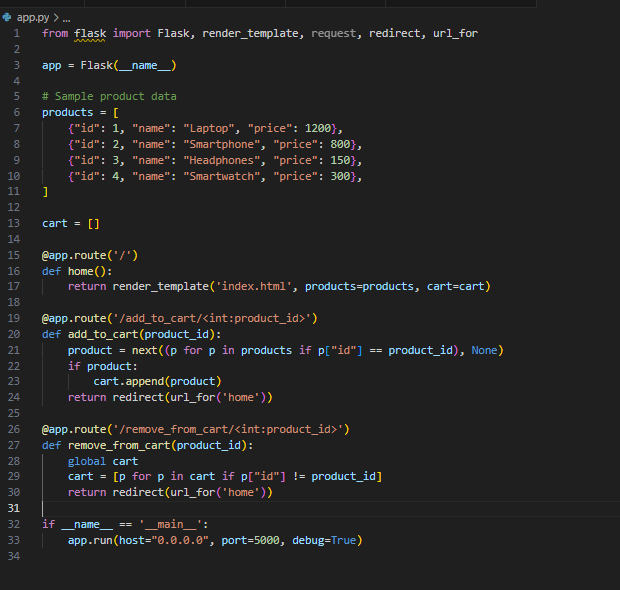 app.py > ...
1 from flask import Flask, render_template, request, redirect, url_for
2
3 app = Flask(__name__)
4
5 # Sample product data
6 products = [
7     {"id": 1, "name": "Laptop", "price": 1200},
8     {"id": 2, "name": "Smartphone", "price": 800},
9     {"id": 3, "name": "Headphones", "price": 150},
10     {"id": 4, "name": "Smartwatch", "price": 300},
11 ]
12
13 cart = []
14
15 @app.route('/')
16 def home():
17     return render_template('index.html', products=products, cart=cart)
18
19 @app.route('/add_to_cart/<int:product_id>')
20 def add_to_cart(product_id):
21     product = next((p for p in products if p["id"] == product_id), None)
22     if product:
23         cart.append(product)
24     return redirect(url_for('home'))
25
26 @app.route('/remove_from_cart/<int:product_id>')
27 def remove_from_cart(product_id):
28     global cart
29     cart = [p for p in cart if p["id"] != product_id]
30     return redirect(url_for('home'))
31
32 if __name__ == '__main__':
33     app.run(host="0.0.0.0", port=5000, debug=True)
34